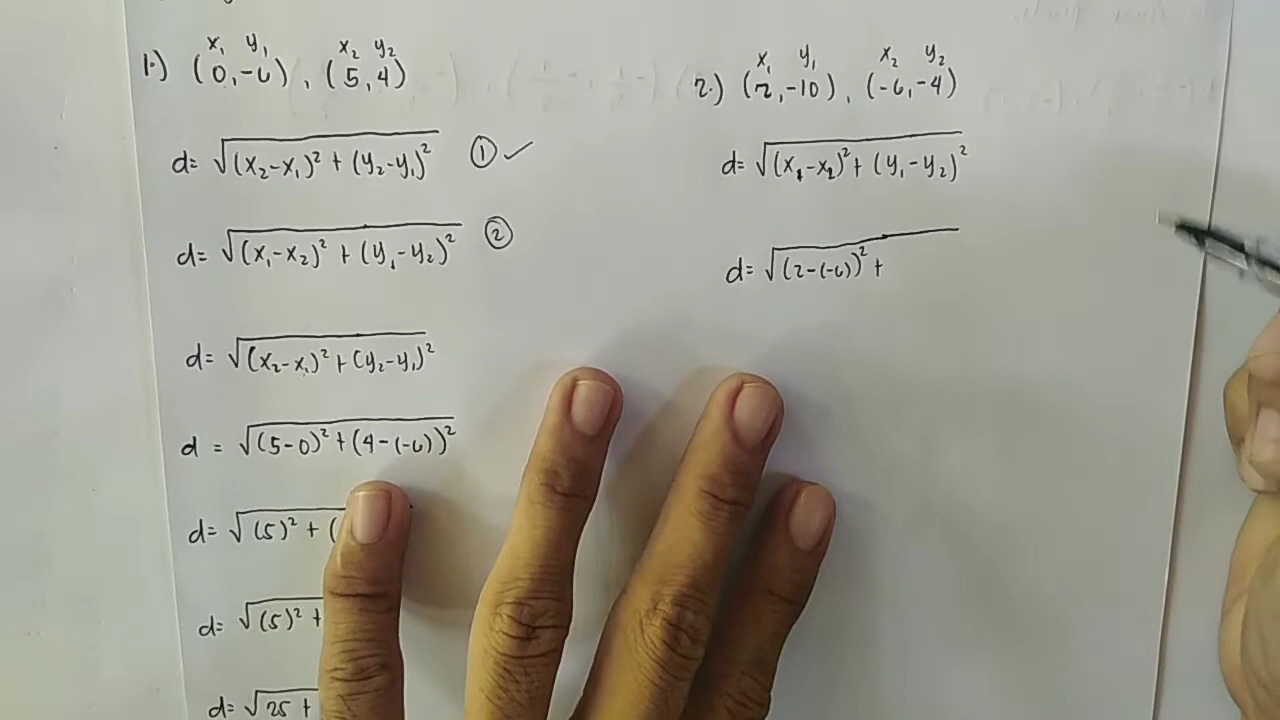 x₁ y₁ x₂ y₂
1.) (0,-6), (5,4)
d= √(x₂-x₁)² + (y₂-y₁)² ① ✓
d= √(x₁-x₂)² + (y₁-y₂)² ②
d= √(x₂-x₁)² + (y₂-y₁)²
d = √(5-0)² + (4-(-6))²
d= √(5)² + (
d= √(5)² +
d= √25 +
x₁ y₁ x₂ y₂
2.) (2,-10), (-6,-4)
d= √(x₁-x₂)² + (y₁-y₂)²
d= √(2-(-6))² +